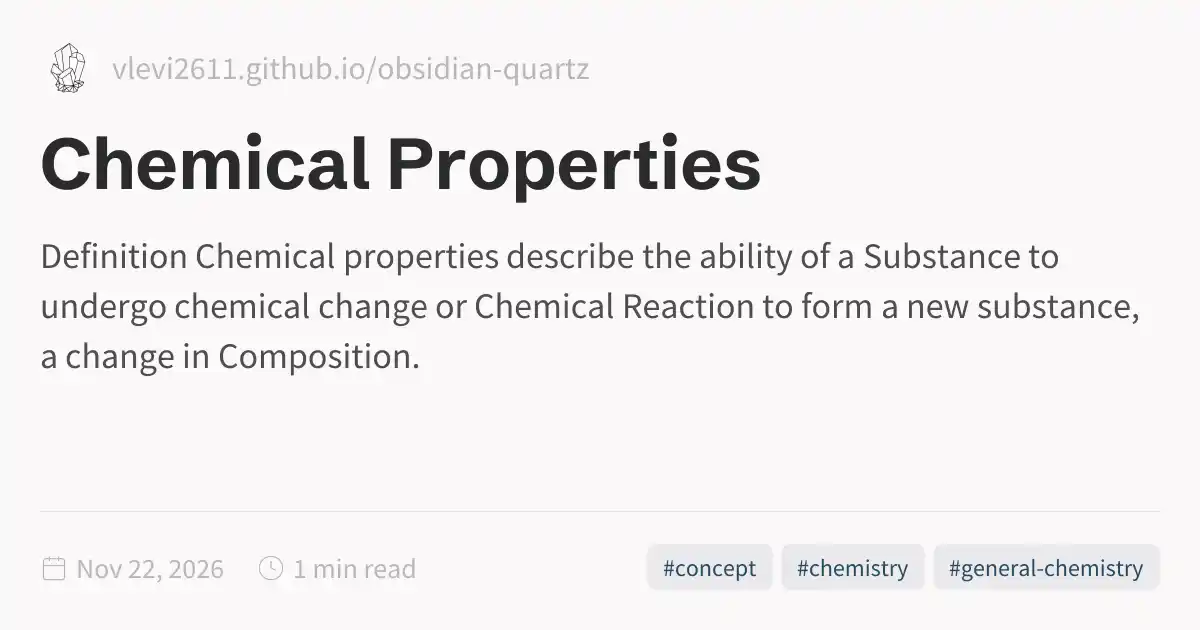 vlevi2611.github.io/obsidian-quartz
Chemical Properties
Definition Chemical properties describe the ability of a Substance to
undergo chemical change or Chemical Reaction to form a new substance,
a change in Composition.
Nov 22, 2026 1 min read #concept #chemistry #general-chemistry